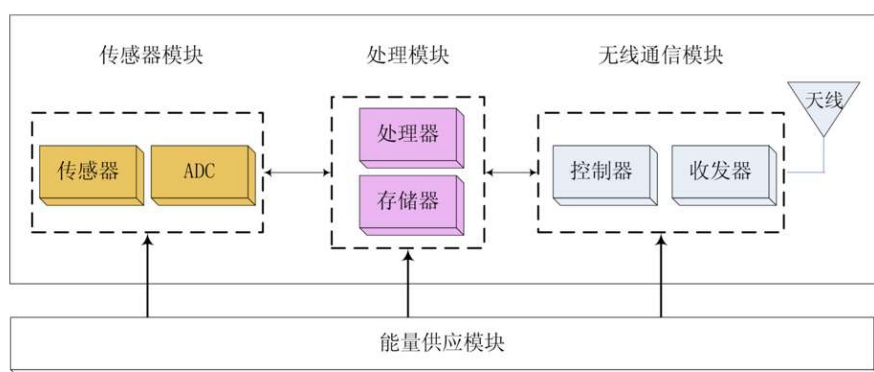 传感器模块
处理模块
无线通信模块
天线
传感器
ADC
处理器
存储器
控制器
收发器
能量供应模块